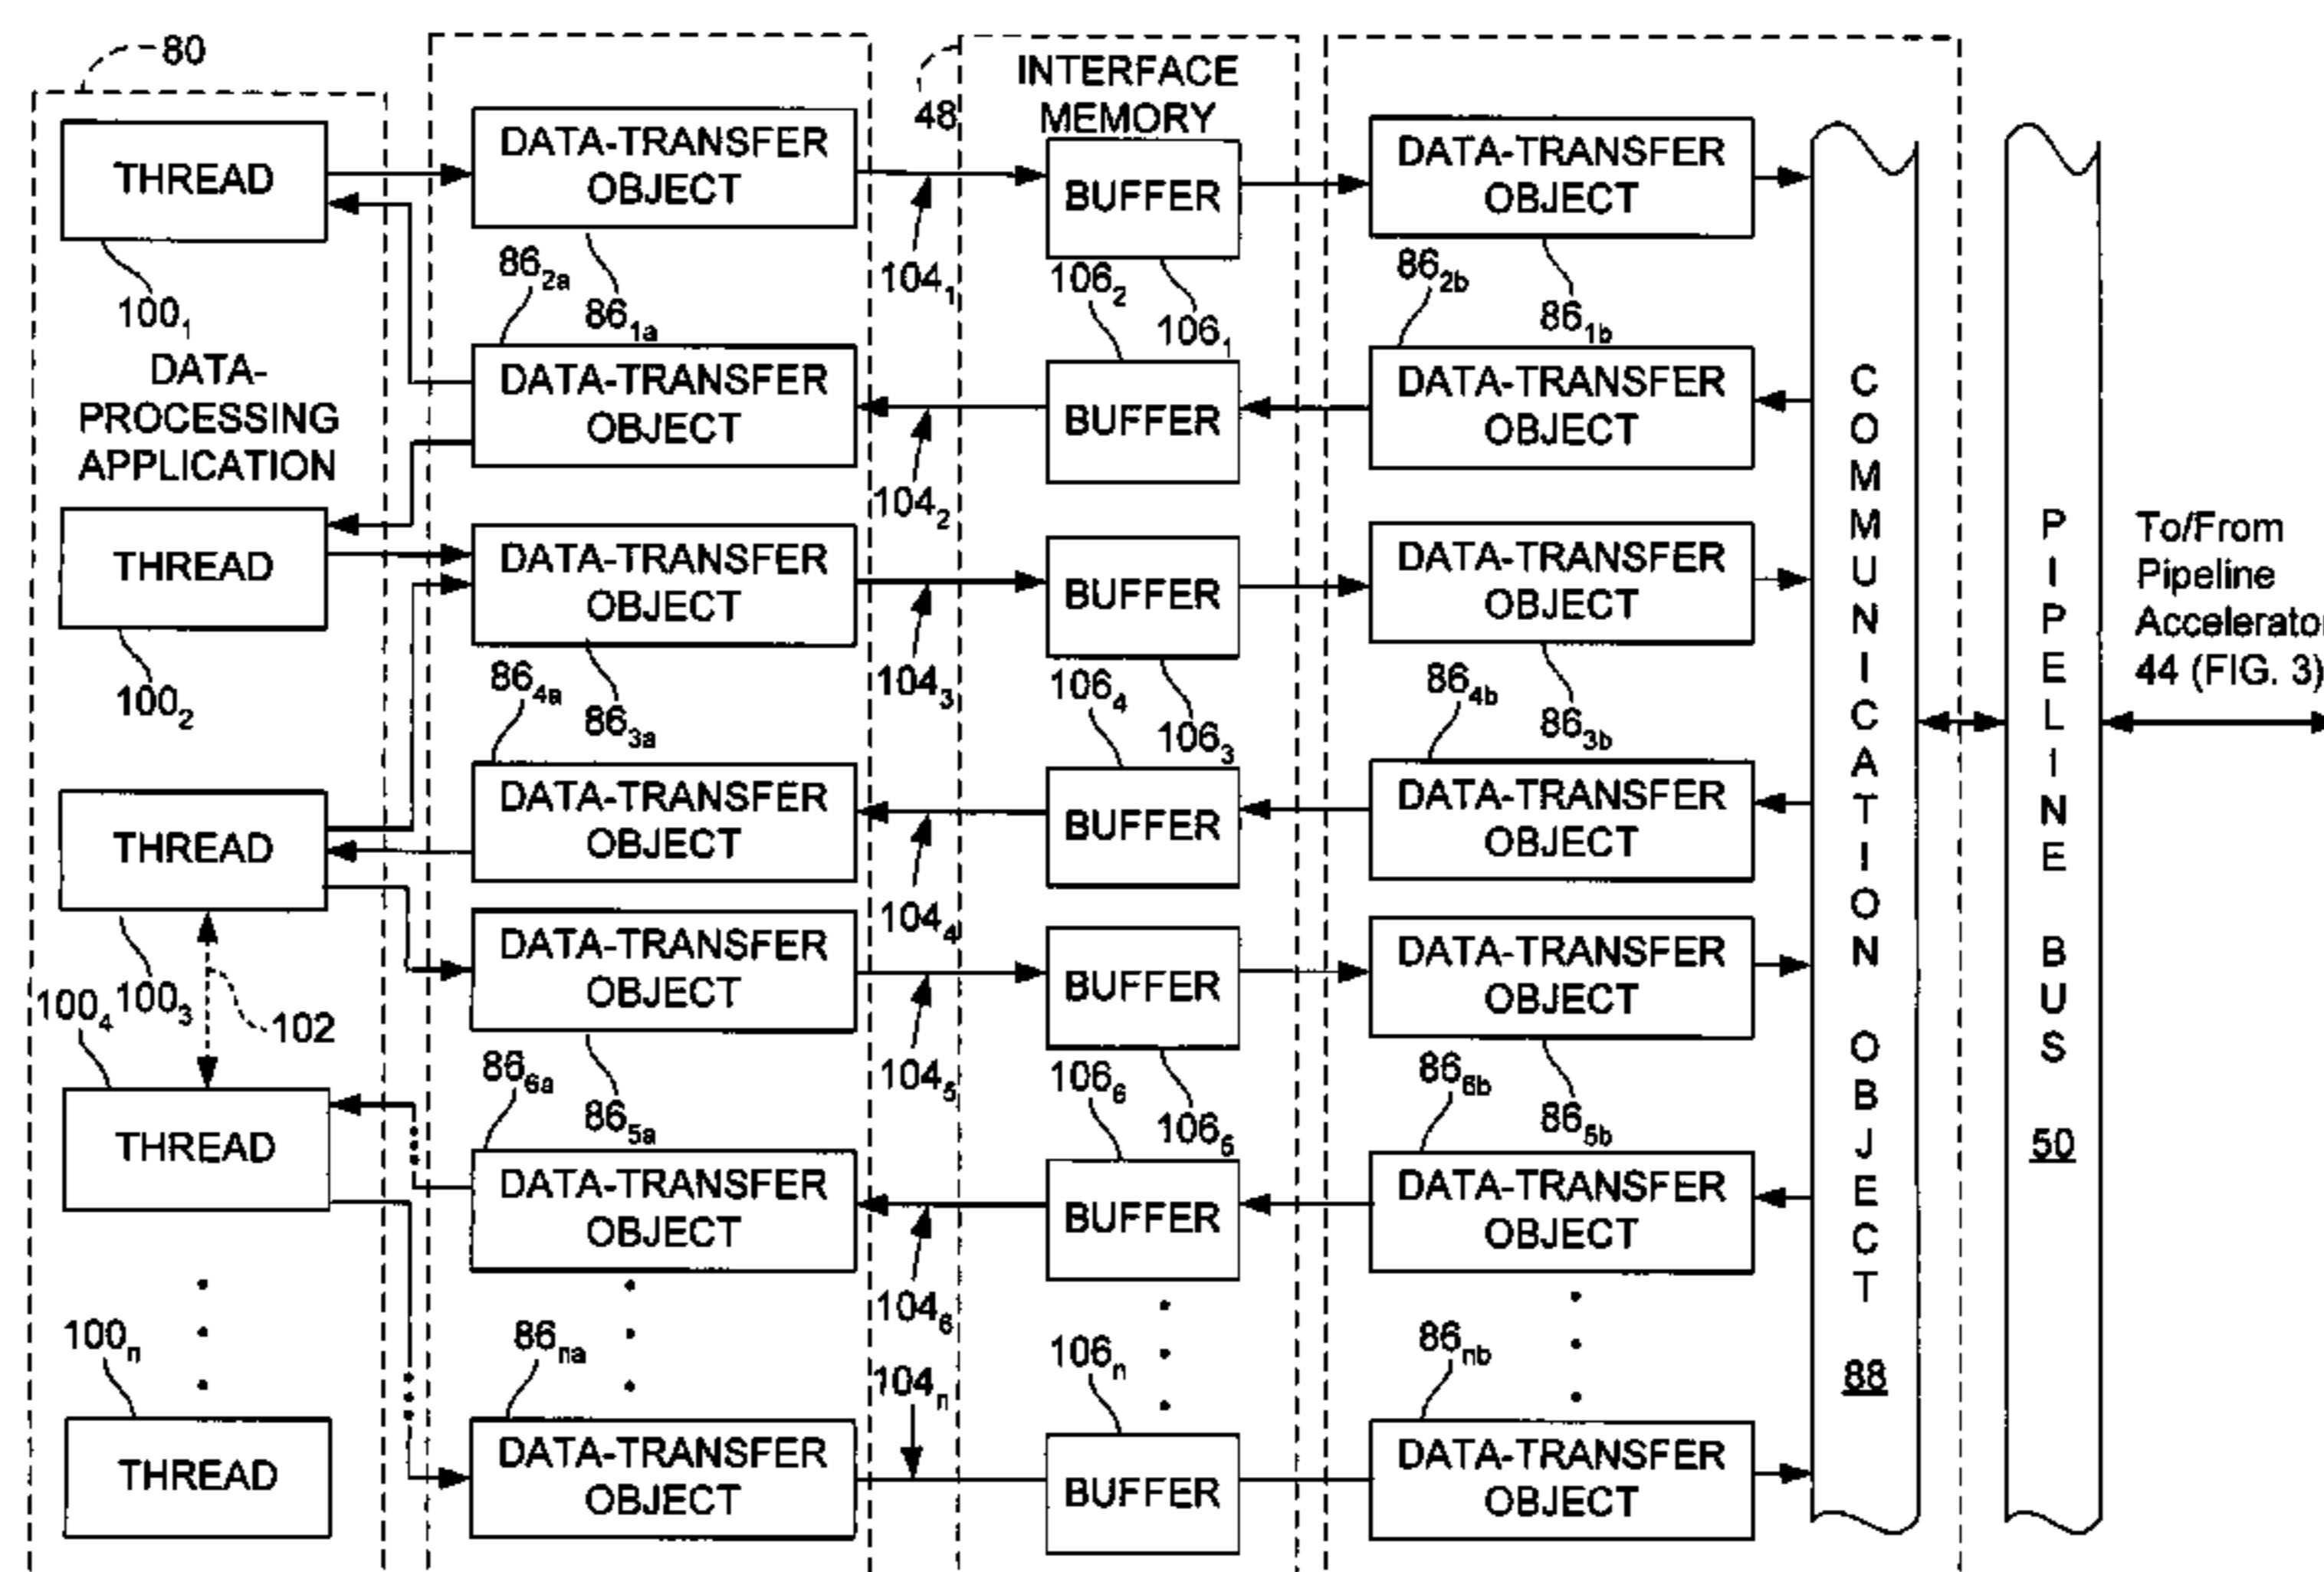 80
48
INTERFACE
MEMORY
THREAD
DATA-TRANSFER
OBJECT
BUFFER
DATA-TRANSFER
OBJECT
100₁
86₁ₐ
104₁
106₁
86₁b
86₂ₐ
106₂
86₂b
DATA-
PROCESSING
APPLICATION
DATA-TRANSFER
OBJECT
104₂
BUFFER
DATA-TRANSFER
OBJECT
THREAD
100₂
DATA-TRANSFER
OBJECT
86₃ₐ
104₃
BUFFER
106₃
DATA-TRANSFER
OBJECT
86₃b
86₄ₐ
106₄
86₄b
THREAD
100₃
DATA-TRANSFER
OBJECT
104₄
BUFFER
DATA-TRANSFER
OBJECT
102
DATA-TRANSFER
OBJECT
86₅ₐ
104₅
BUFFER
106₅
DATA-TRANSFER
OBJECT
86₅b
100₄
THREAD
86₆ₐ
DATA-TRANSFER
OBJECT
104₆
106₆
BUFFER
86₆b
DATA-TRANSFER
OBJECT
100ₙ
THREAD
86ₙₐ
DATA-TRANSFER
OBJECT
104ₙ
106ₙ
BUFFER
86ₙb
DATA-TRANSFER
OBJECT
COMMUNICATION OBJECT
88
PIPELINE BUS
50
To/From
Pipeline
Accelerator
44 (FIG. 3)